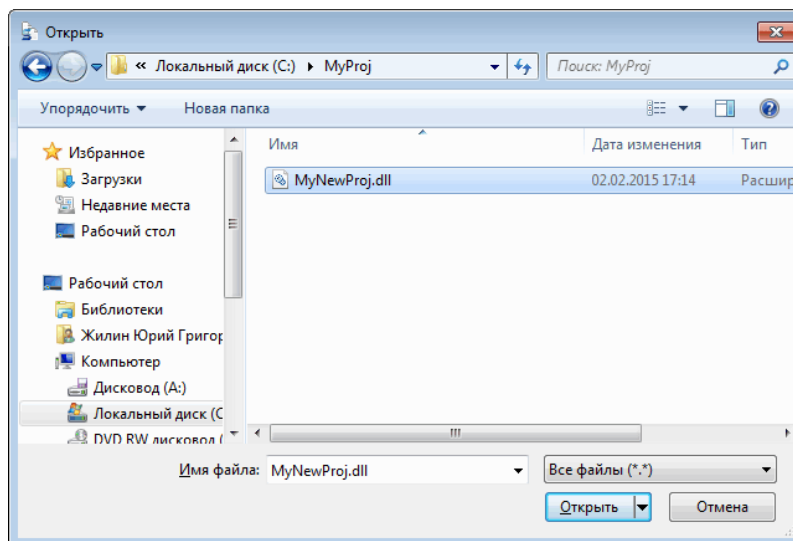 Открыть
« Локальный диск (C:) MyProj
Поиск: MyProj
Упорядочить Новая папка
Имя Дата изменения Тип
MyNewProj.dll 02.02.2015 17:14 Расшир
Избранное
Загрузки
Недавние места
Рабочий стол
Рабочий стол
Библиотеки
Жилин Юрий Григор
Компьютер
Дисковод (A:)
Локальный диск (C
DVD RW дисковод (
Имя файла: MyNewProj.dll Все файлы (*.*)
Открыть Отмена